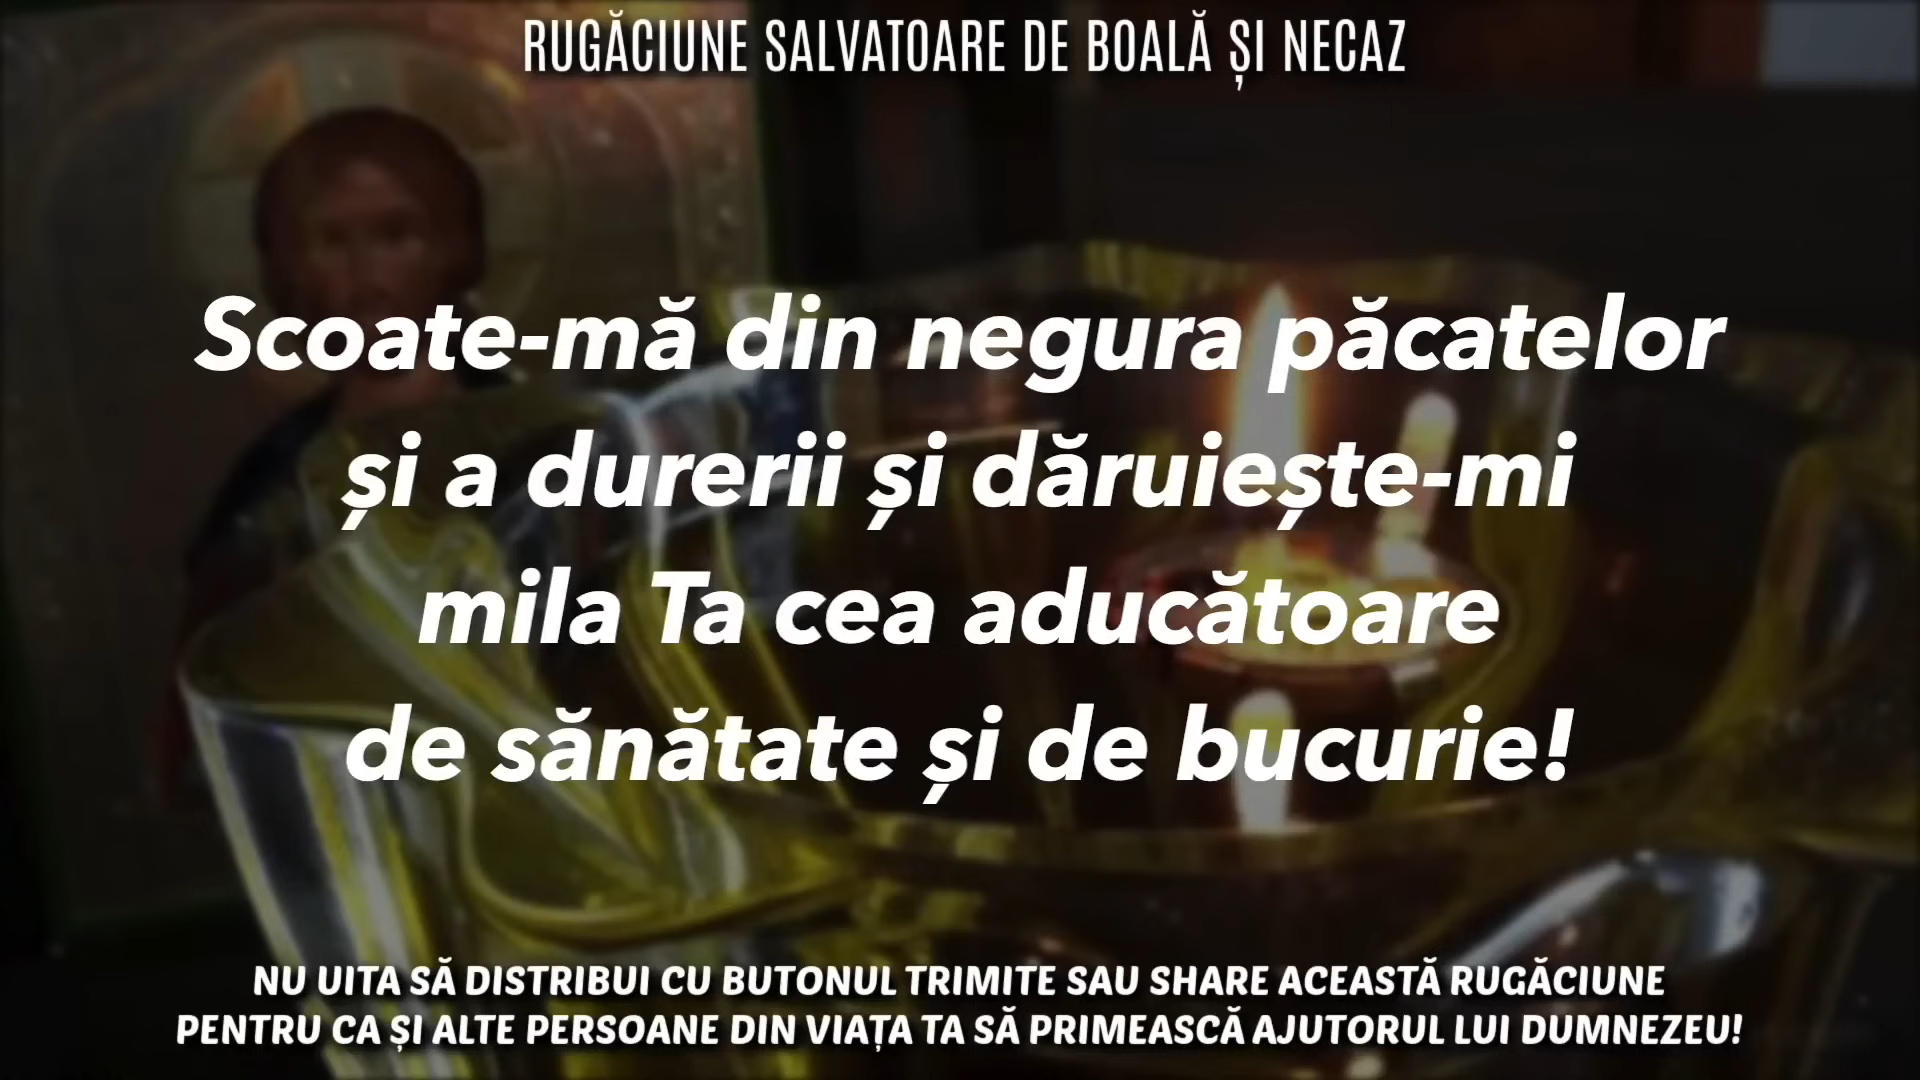 RUGĂCIUNE SALVATOARE DE BOALĂ ȘI NECAZ
Scoate-mă din negura păcatelor
și a durerii și dăruiește-mi
mila Ta cea aducătoare
de sănătate și de bucurie!
NU UITA SĂ DISTRIBUI CU BUTONUL TRIMITE SAU SHARE ACEASTĂ RUGĂCIUNE
PENTRU CA ȘI ALTE PERSOANE DIN VIAȚA TA SĂ PRIMEASCĂ AJUTORUL LUI DUMNEZEU!